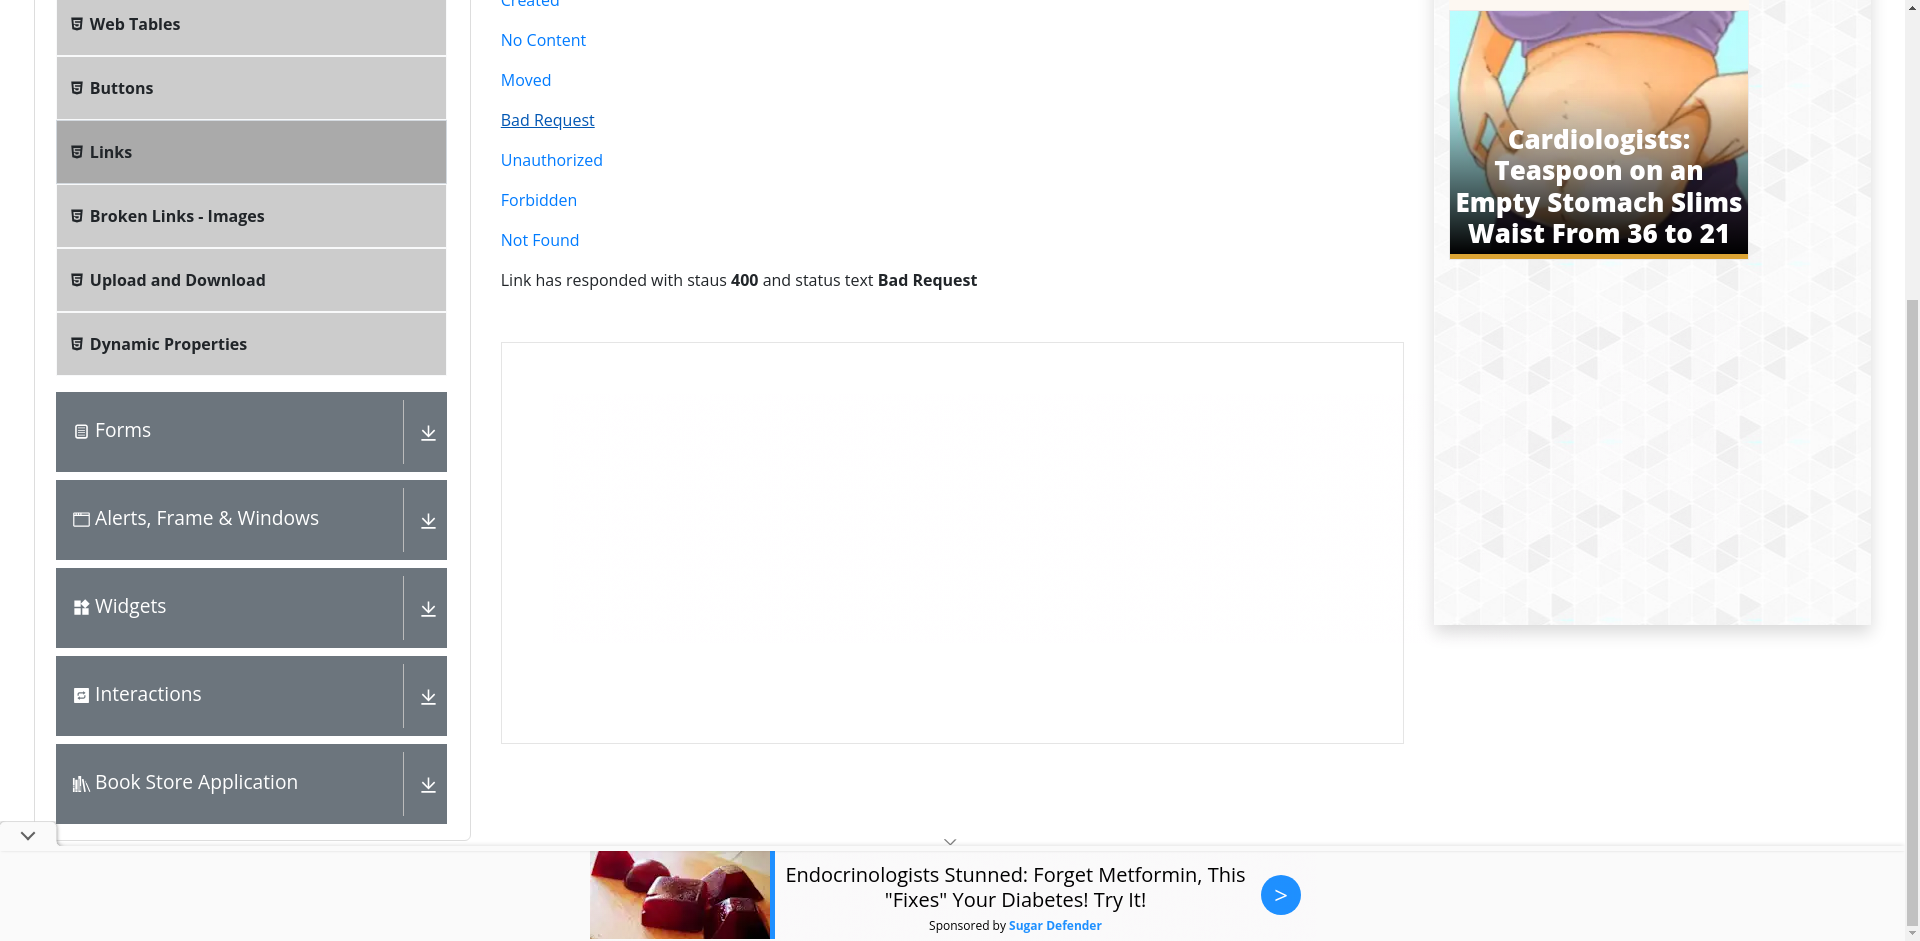 Web Tables
Buttons
Links
Broken Links - Images
Upload and Download
Dynamic Properties
Forms
Alerts, Frame & Windows
Widgets
Interactions
Book Store Application
Created
No Content
Moved
Bad Request
Unauthorized
Forbidden
Not Found
Link has responded with staus 400 and status text Bad Request
Cardiologists:
Teaspoon on an
Empty Stomach Slims
Waist From 36 to 21
Endocrinologists Stunned: Forget Metformin, This
"Fixes" Your Diabetes! Try It!
Sponsored by Sugar Defender
>